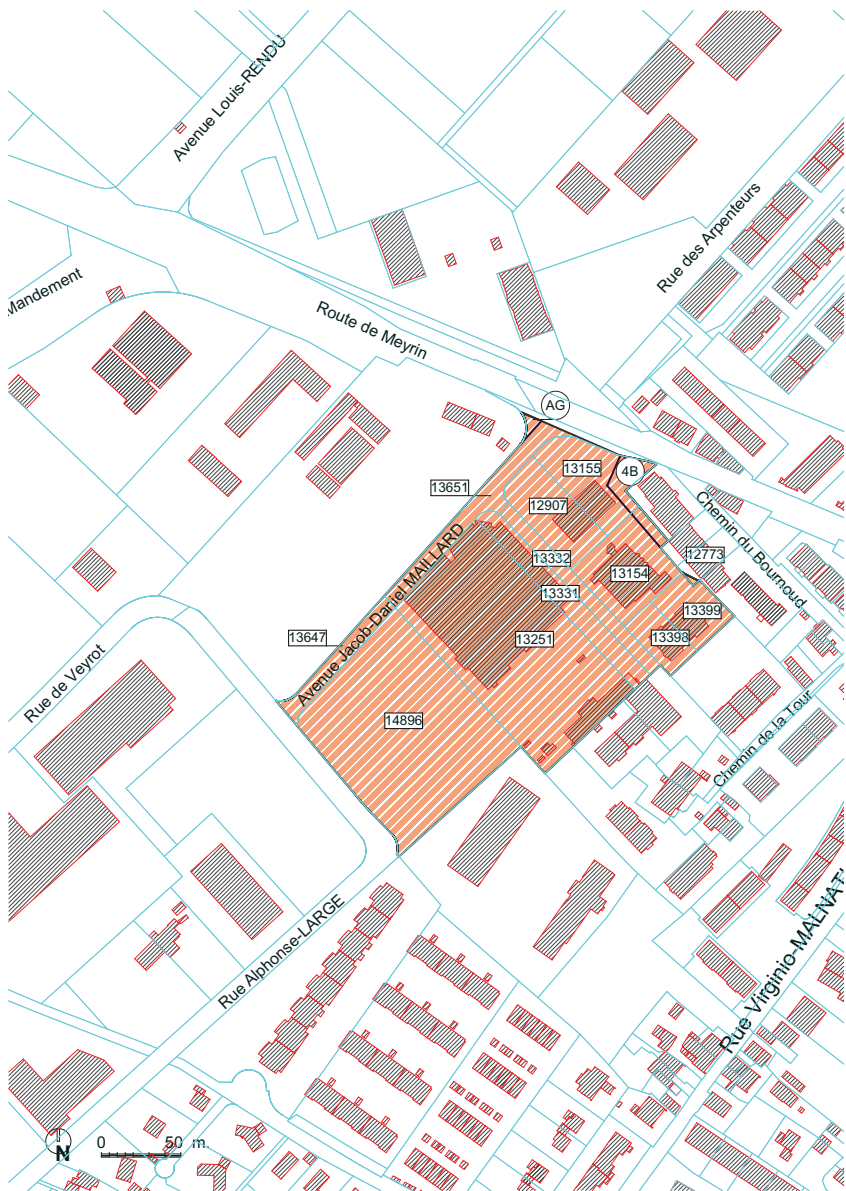 Avenue Louis-RENDU
Rue des Arpenteurs
Mandement
Route de Meyrin
AG
13155
4B
13651
12907
Chemin du Bournoud
13332
12773
13154
13331
Avenue Jacob-Daniel MAILLARD
13399
13647
13251
13398
Rue de Veyrot
14896
Chemin de la Tour
Rue Alphonse-LARGE
Rue Virginio-MALNATI
N
0 50 m